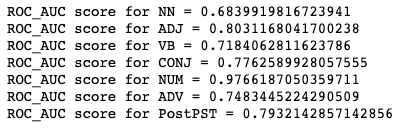 ROC_AUC score for NN = 0.6839919816723941
ROC_AUC score for ADJ = 0.8031168041700238
ROC_AUC score for VB = 0.7184062811623786
ROC_AUC score for CONJ = 0.7762589928057555
ROC_AUC score for NUM = 0.9766187050359711
ROC_AUC score for ADV = 0.7483445224290509
ROC_AUC score for PostPST = 0.7932142857142856